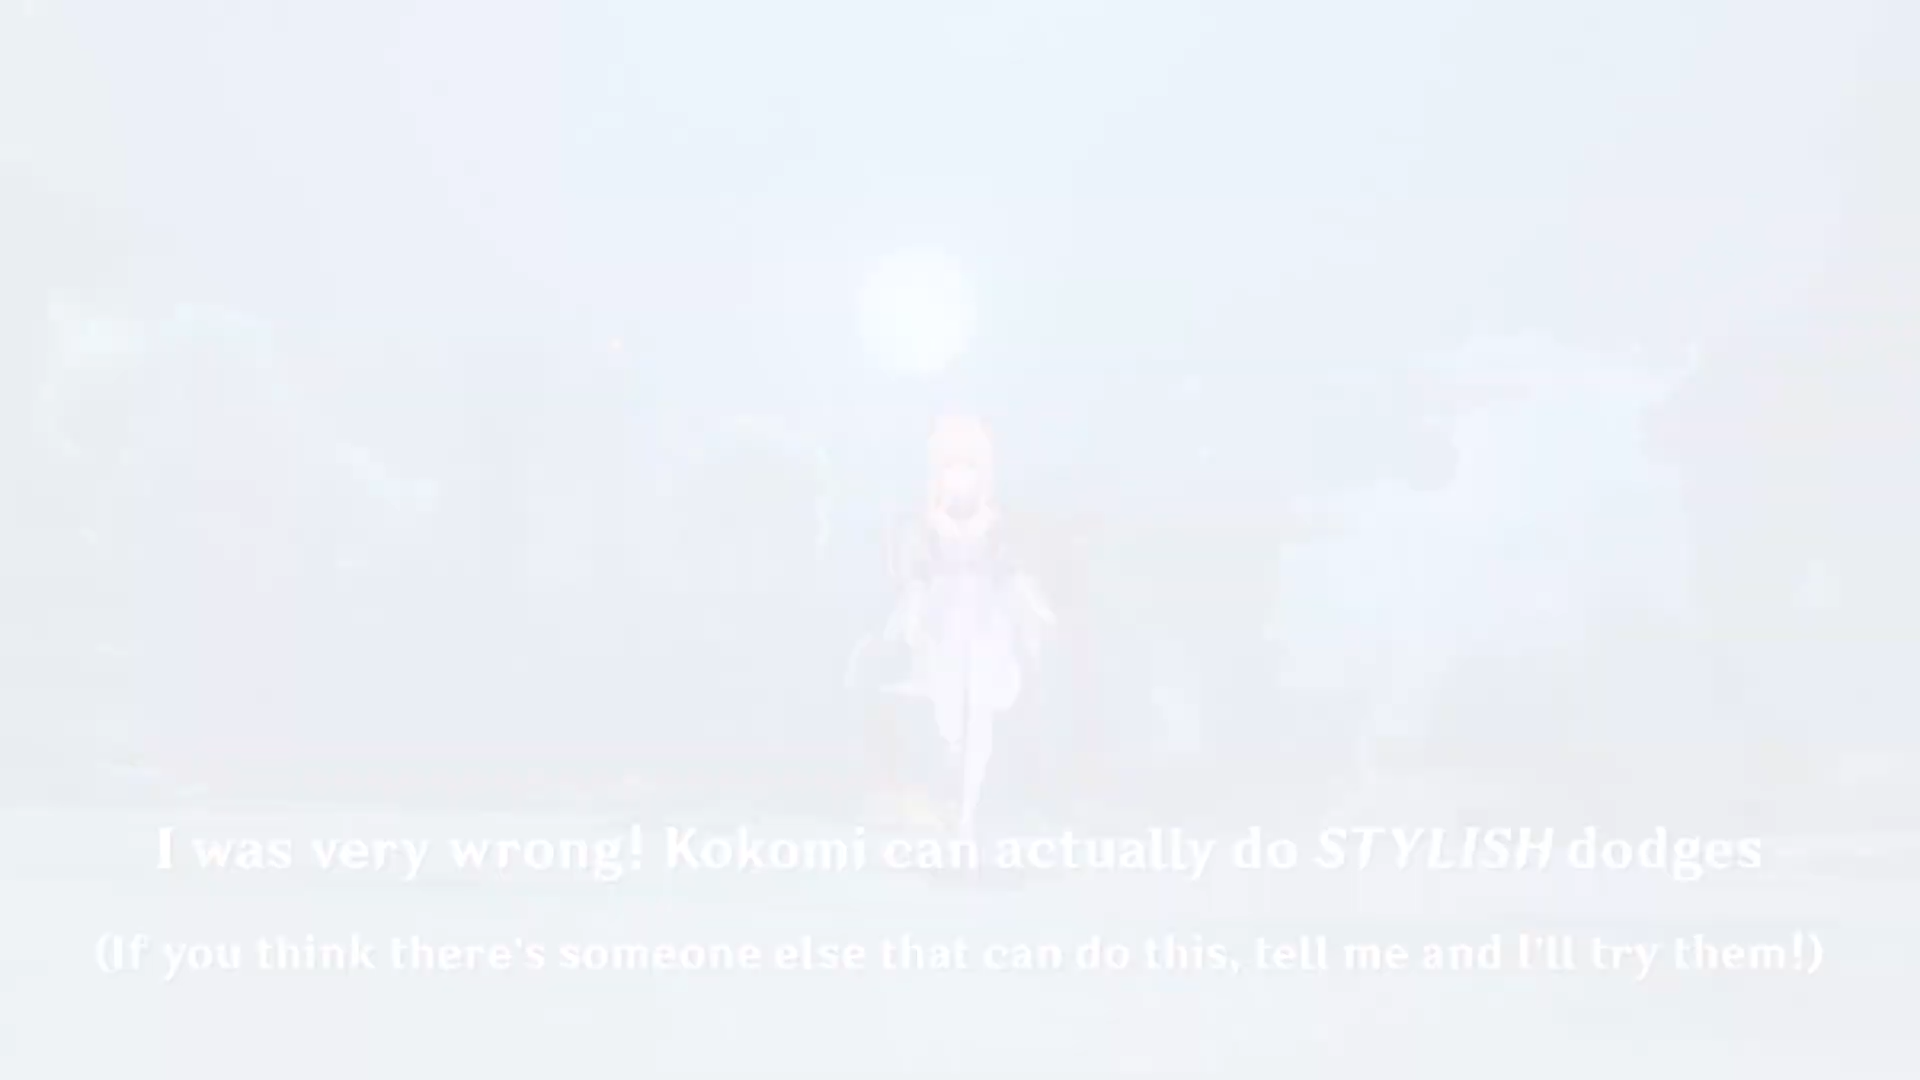 I was very wrong! Kokomi can actually do STYLISH dodges
(If you think there's someone else that can do this, tell me and I'll try them!)